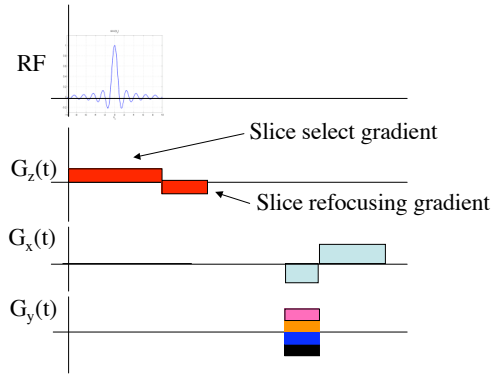 RF
Slice select gradient
Gz(t)
Slice refocusing gradient
Gx(t)
Gy(t)